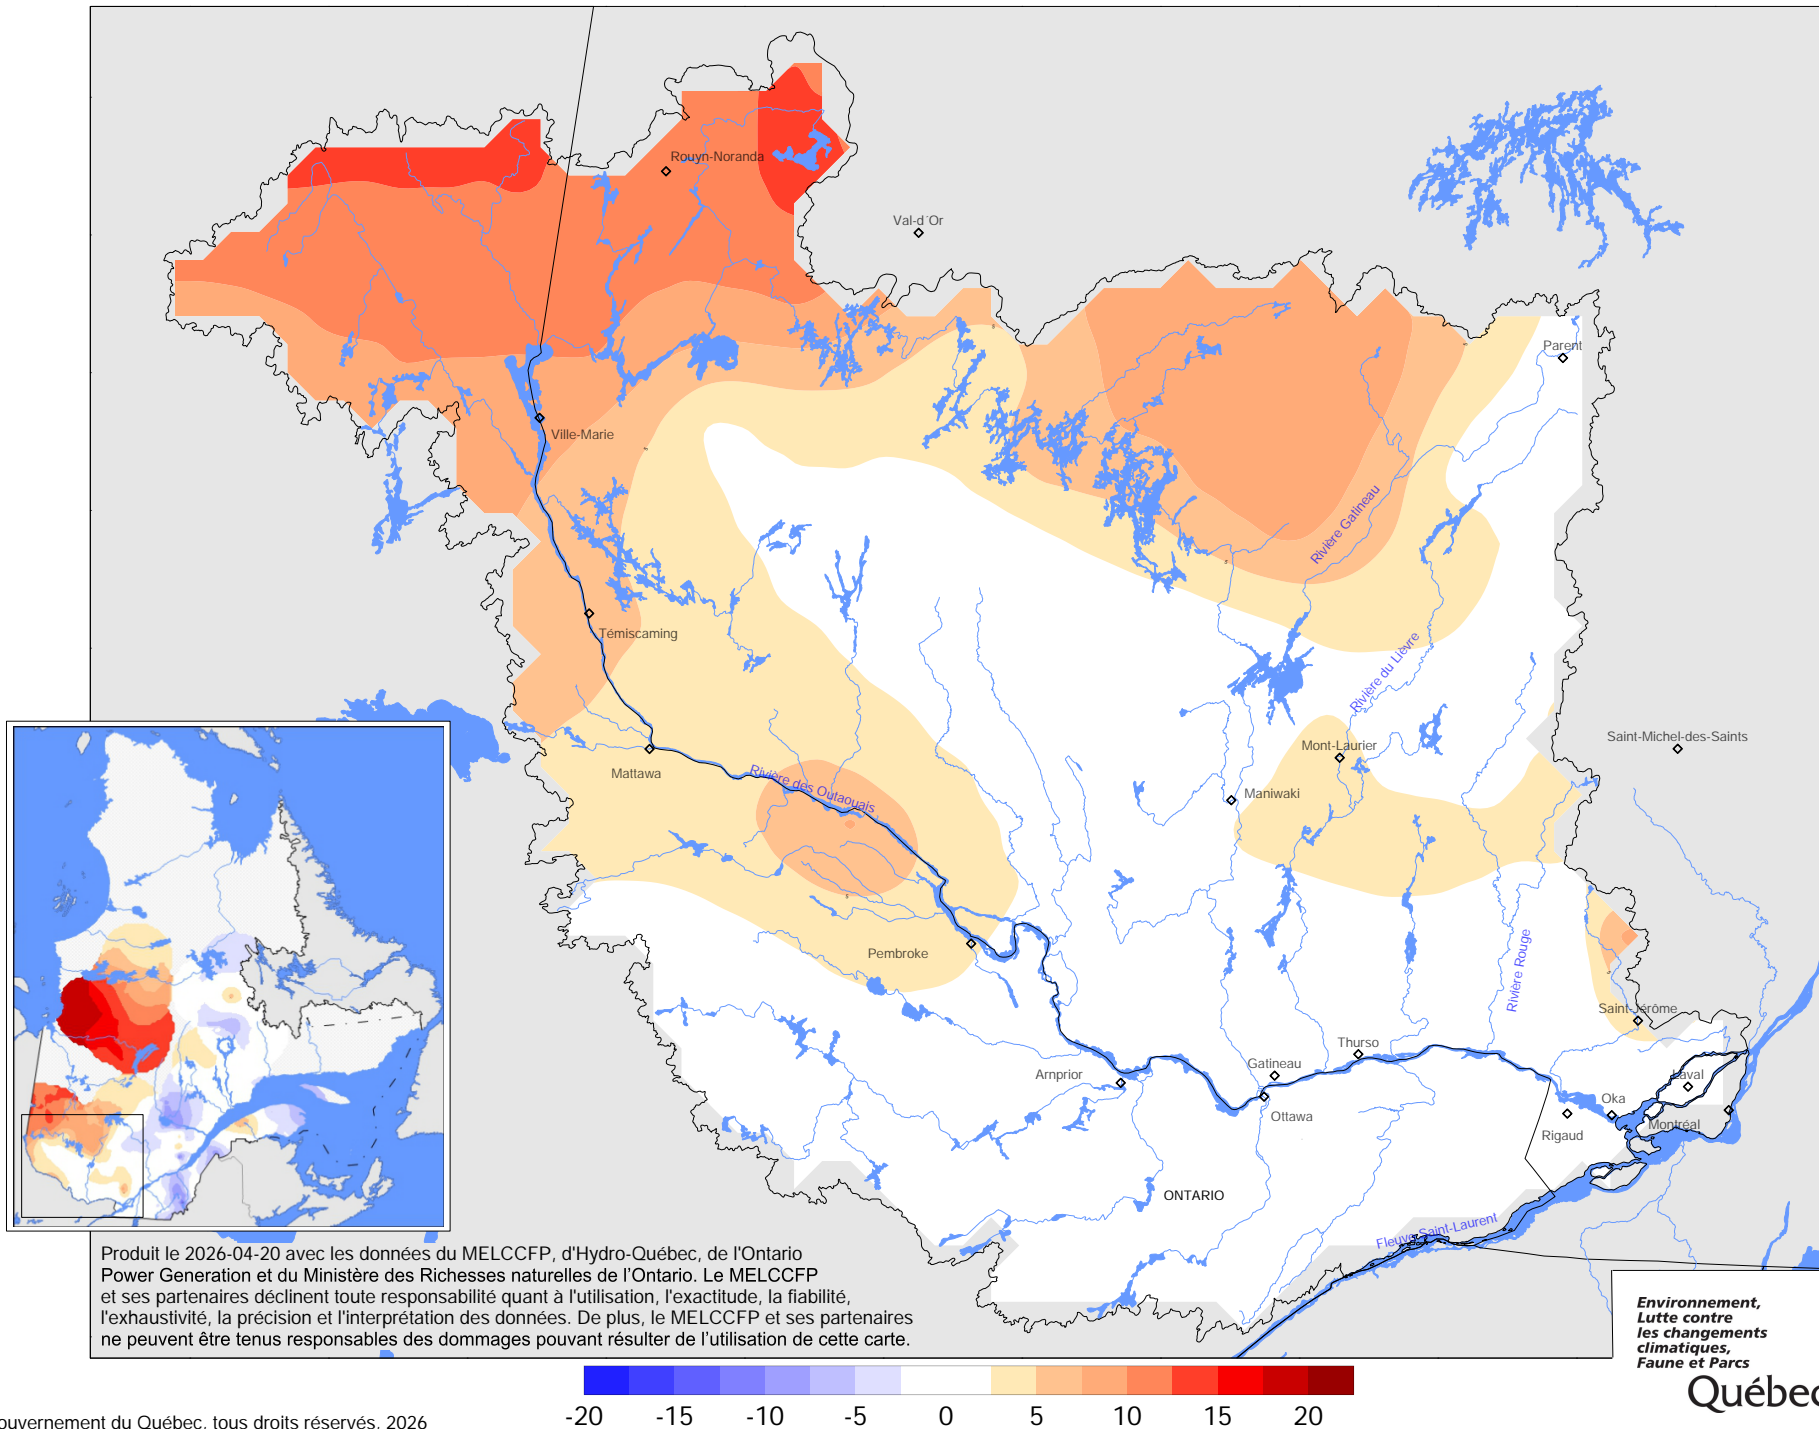 Rouyn-Noranda
Val-d´Or
Parent
Ville-Marie
Rivière Gatineau
Témiscaming
Rivière du Lièvre
Saint-Michel-des-Saints
Mont-Laurier
Mattawa
Rivière des Outaouais
Maniwaki
Pembroke
Rivière Rouge
Saint-Jérôme
Thurso
Gatineau
Arnprior
Laval
Oka
Ottawa
Montréal
Rigaud
ONTARIO
Fleuve Saint-Laurent
Produit le 2026-04-20 avec les données du MELCCFP, d'Hydro-Québec, de l'Ontario
Power Generation et du Ministère des Richesses naturelles de l'Ontario. Le MELCCFP
et ses partenaires déclinent toute responsabilité quant à l'utilisation, l'exactitude, la fiabilité,
l'exhaustivité, la précision et l'interprétation des données. De plus, le MELCCFP et ses partenaires
ne peuvent être tenus responsables des dommages pouvant résulter de l'utilisation de cette carte.
Environnement,
Lutte contre
les changements
climatiques,
Faune et Parcs
Québec
-20 -15 -10 -5 0 5 10 15 20
ouvernement du Québec, tous droits réservés, 2026